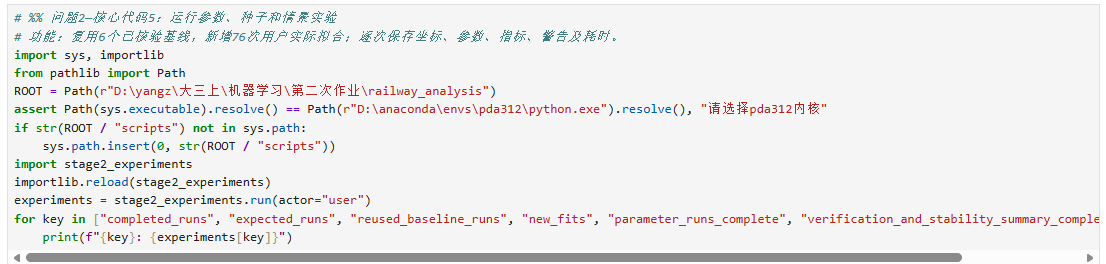 # %% 问题2—核心代码5：运行参数、种子和情景实验
# 功能：复用6个已核验基线，新增76次用户实际拟合；逐次保存坐标、参数、指标、警告及耗时。
import sys, importlib
from pathlib import Path
ROOT = Path(r"D:\yangz\大三上\机器学习\第二次作业\railway_analysis")
assert Path(sys.executable).resolve() == Path(r"D:\anaconda\envs\pda312\python.exe").resolve(), "请选择pda312内核"
if str(ROOT / "scripts") not in sys.path:
    sys.path.insert(0, str(ROOT / "scripts"))
import stage2_experiments
importlib.reload(stage2_experiments)
experiments = stage2_experiments.run(actor="user")
for key in ["completed_runs", "expected_runs", "reused_baseline_runs", "new_fits", "parameter_runs_complete", "verification_and_stability_summary_comple
    print(f"{key}: {experiments[key]}")